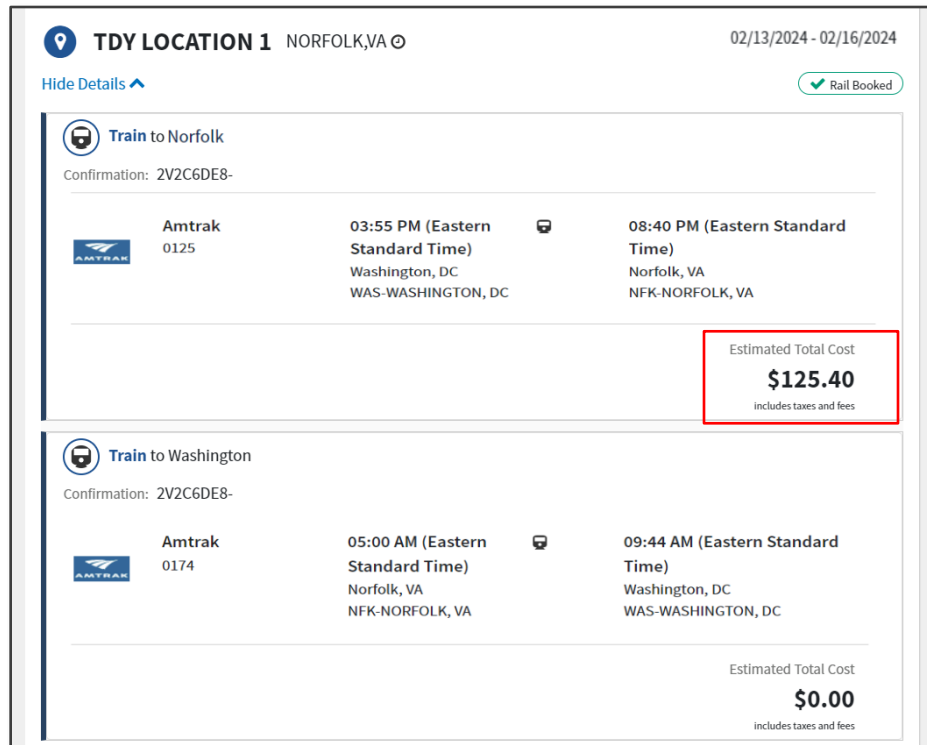 TDY LOCATION 1 NORFOLK,VA
02/13/2024 - 02/16/2024
Hide Details
Rail Booked
Train to Norfolk
Confirmation: 2V2C6DE8-
Amtrak
0125
AMTRAK
03:55 PM (Eastern
Standard Time)
Washington, DC
WAS-WASHINGTON, DC
08:40 PM (Eastern Standard
Time)
Norfolk, VA
NFK-NORFOLK, VA
Estimated Total Cost
$125.40
includes taxes and fees
Train to Washington
Confirmation: 2V2C6DE8-
Amtrak
0174
AMTRAK
05:00 AM (Eastern
Standard Time)
Norfolk, VA
NFK-NORFOLK, VA
09:44 AM (Eastern Standard
Time)
Washington, DC
WAS-WASHINGTON, DC
Estimated Total Cost
$0.00
includes taxes and fees